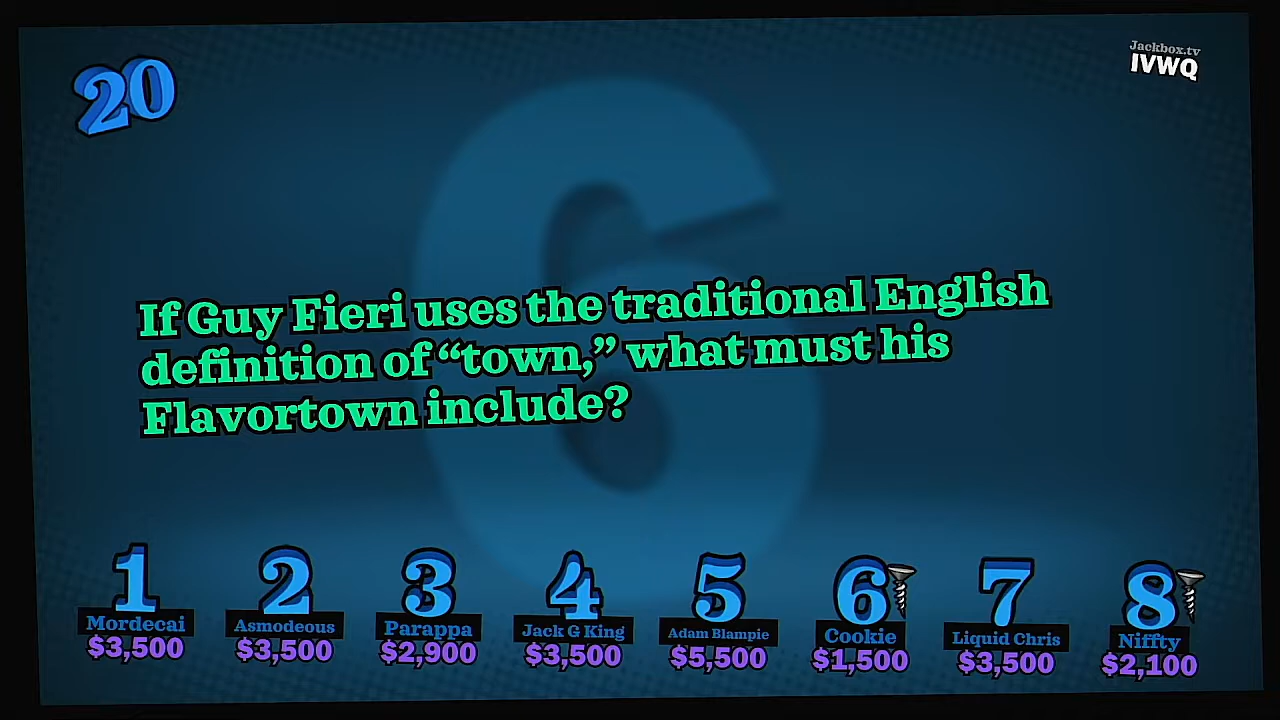 20
Jackbox.tv
IVWQ
If Guy Fieri uses the traditional English
definition of “town,” what must his
Flavortown include?
6
1 2 3 4 5 6 7 8
Mordecai Asmodeous Parappa Jack G King Adam Blampie Cookie Liquid Chris Niffty
$3,500 $3,500 $2,900 $3,500 $5,500 $1,500 $3,500 $2,100